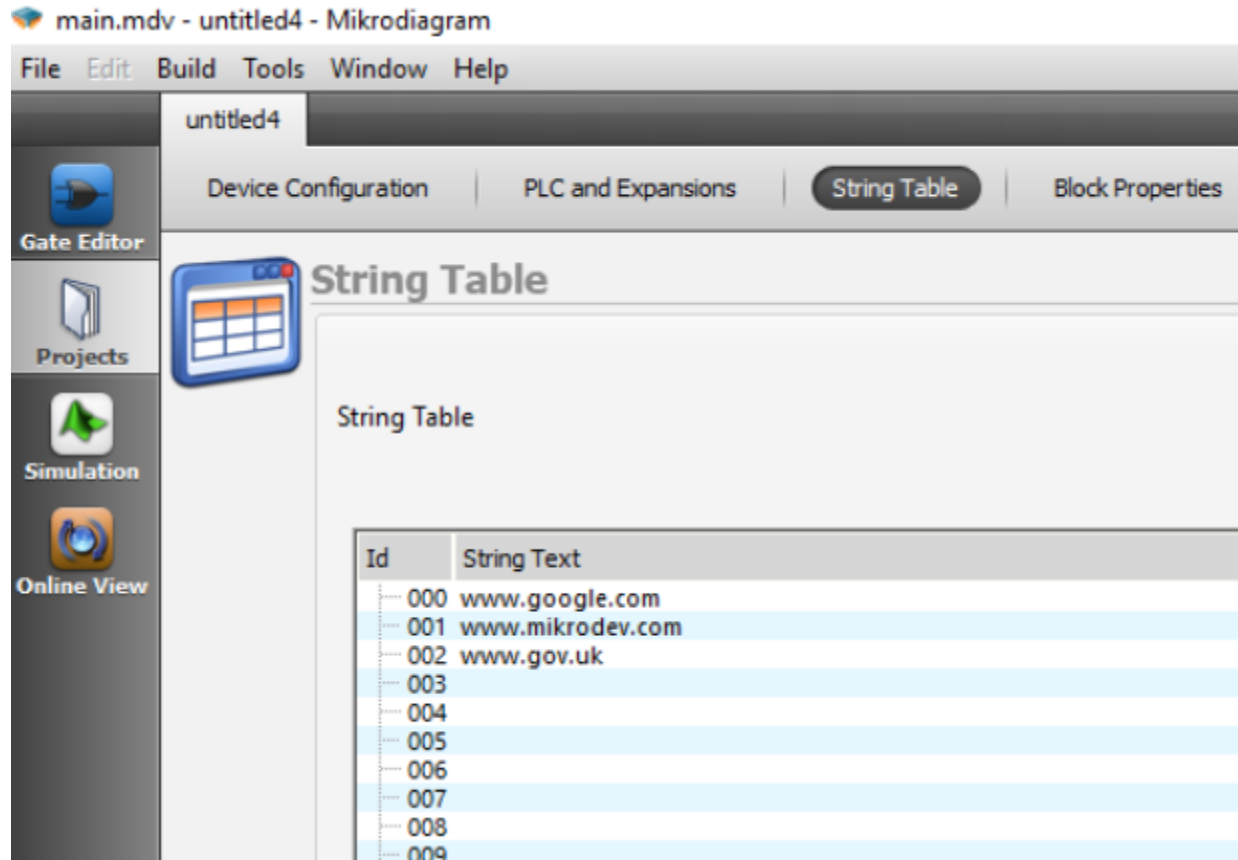 main.mdv - untitled4 - Mikrodiagram
File Edit Build Tools Window Help
untitled4
Device Configuration PLC and Expansions String Table Block Properties
Gate Editor
Projects
Simulation
Online View
String Table
String Table
Id String Text
000 www.google.com
001 www.mikrodev.com
002 www.gov.uk
003
004
005
006
007
008
009